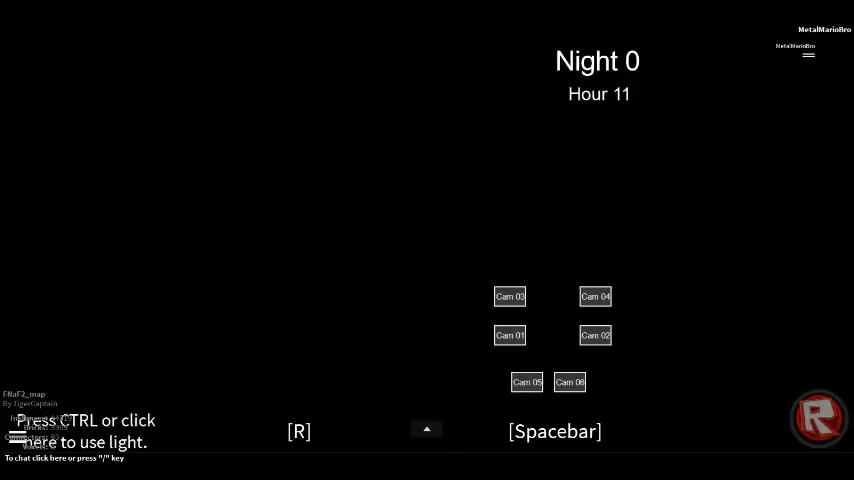 MetalMarioBro
MetalMarioBro
Night 0
Hour 11
Cam 03
Cam 04
Cam 01
Cam 02
Cam 05
Cam 06
FNaF2_map
By TigerCaptain
Press CTRL or click
here to use light.
[R]
[Spacebar]
R
To chat click here or press "/" key